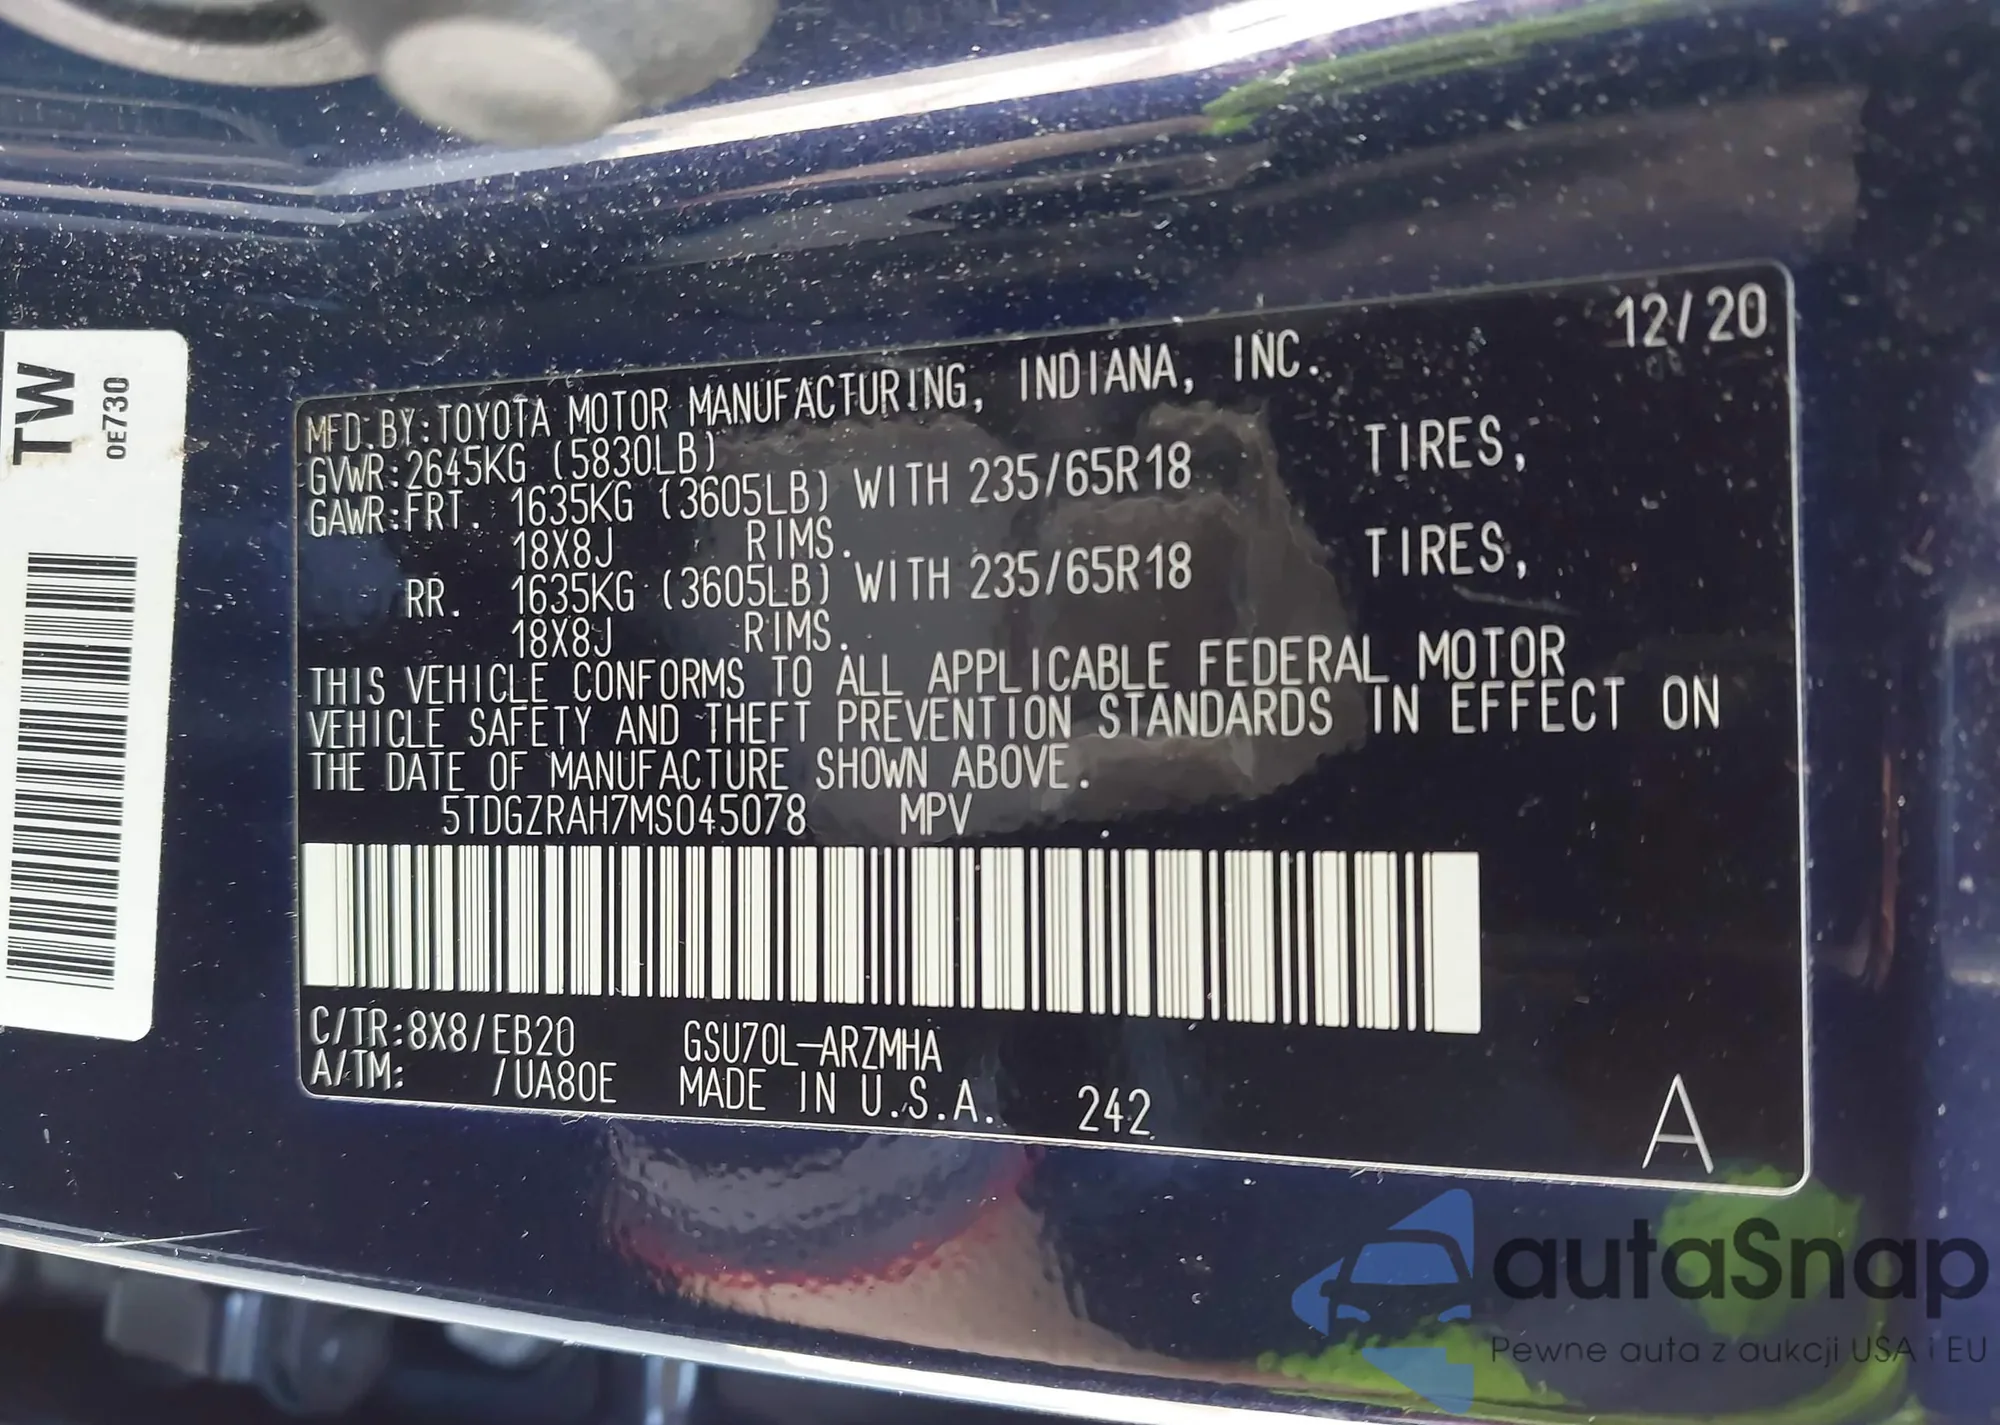 TW
0E730
12/20
MFD.BY:TOYOTA MOTOR MANUFACTURING, INDIANA, INC.
GVWR:2645KG (5830LB)
GAWR:FRT. 1635KG (3605LB) WITH 235/65R18 TIRES,
18X8J RIMS.
RR. 1635KG (3605LB) WITH 235/65R18 TIRES,
18X8J RIMS.
THIS VEHICLE CONFORMS TO ALL APPLICABLE FEDERAL MOTOR
VEHICLE SAFETY AND THEFT PREVENTION STANDARDS IN EFFECT ON
THE DATE OF MANUFACTURE SHOWN ABOVE.
5TDGZRAH7MS045078 MPV
C/TR:8X8/EB20 GSU70L-ARZMHA
A/TM: /UA80E MADE IN U.S.A. 242
A
autaSnap
Pewne auta z aukcji USA i EU